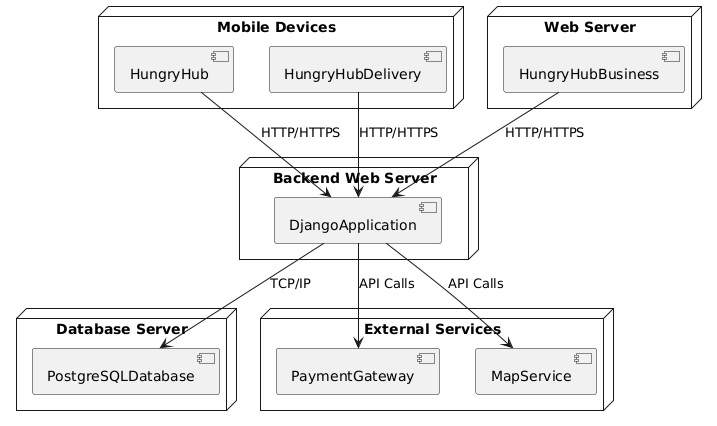 Mobile Devices
Web Server
HungryHub
HungryHubDelivery
HungryHubBusiness
HTTP/HTTPS
HTTP/HTTPS
HTTP/HTTPS
Backend Web Server
DjangoApplication
TCP/IP
API Calls
API Calls
Database Server
External Services
PostgreSQLDatabase
PaymentGateway
MapService